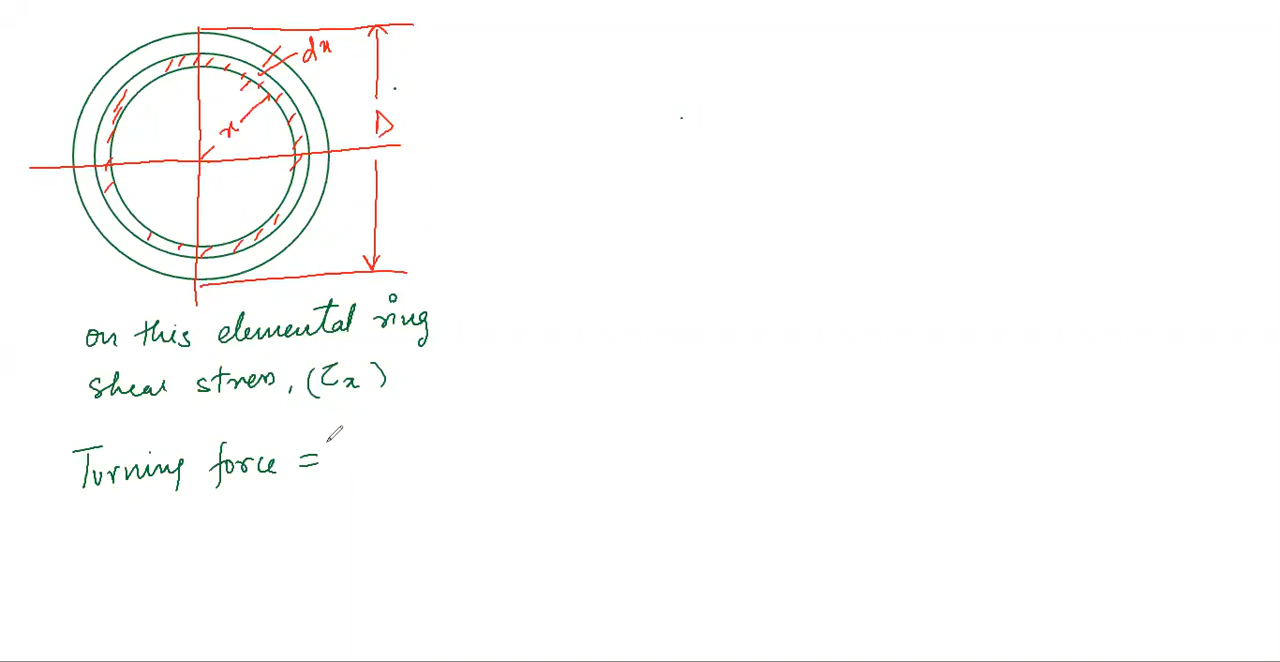 dx
x
D
on this elemental ring
shear stress, (τx)
Turning force =